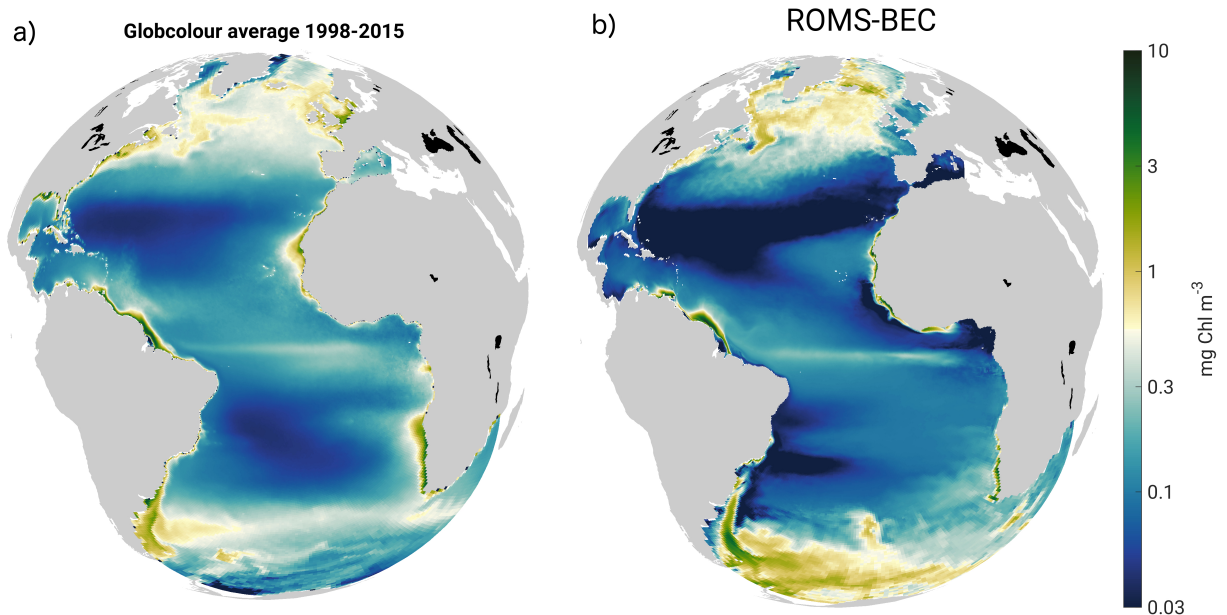 a)
Globcolour average 1998-2015
b)
ROMS-BEC
10
3
1
0.3
0.1
0.03
mg Chl m⁻³